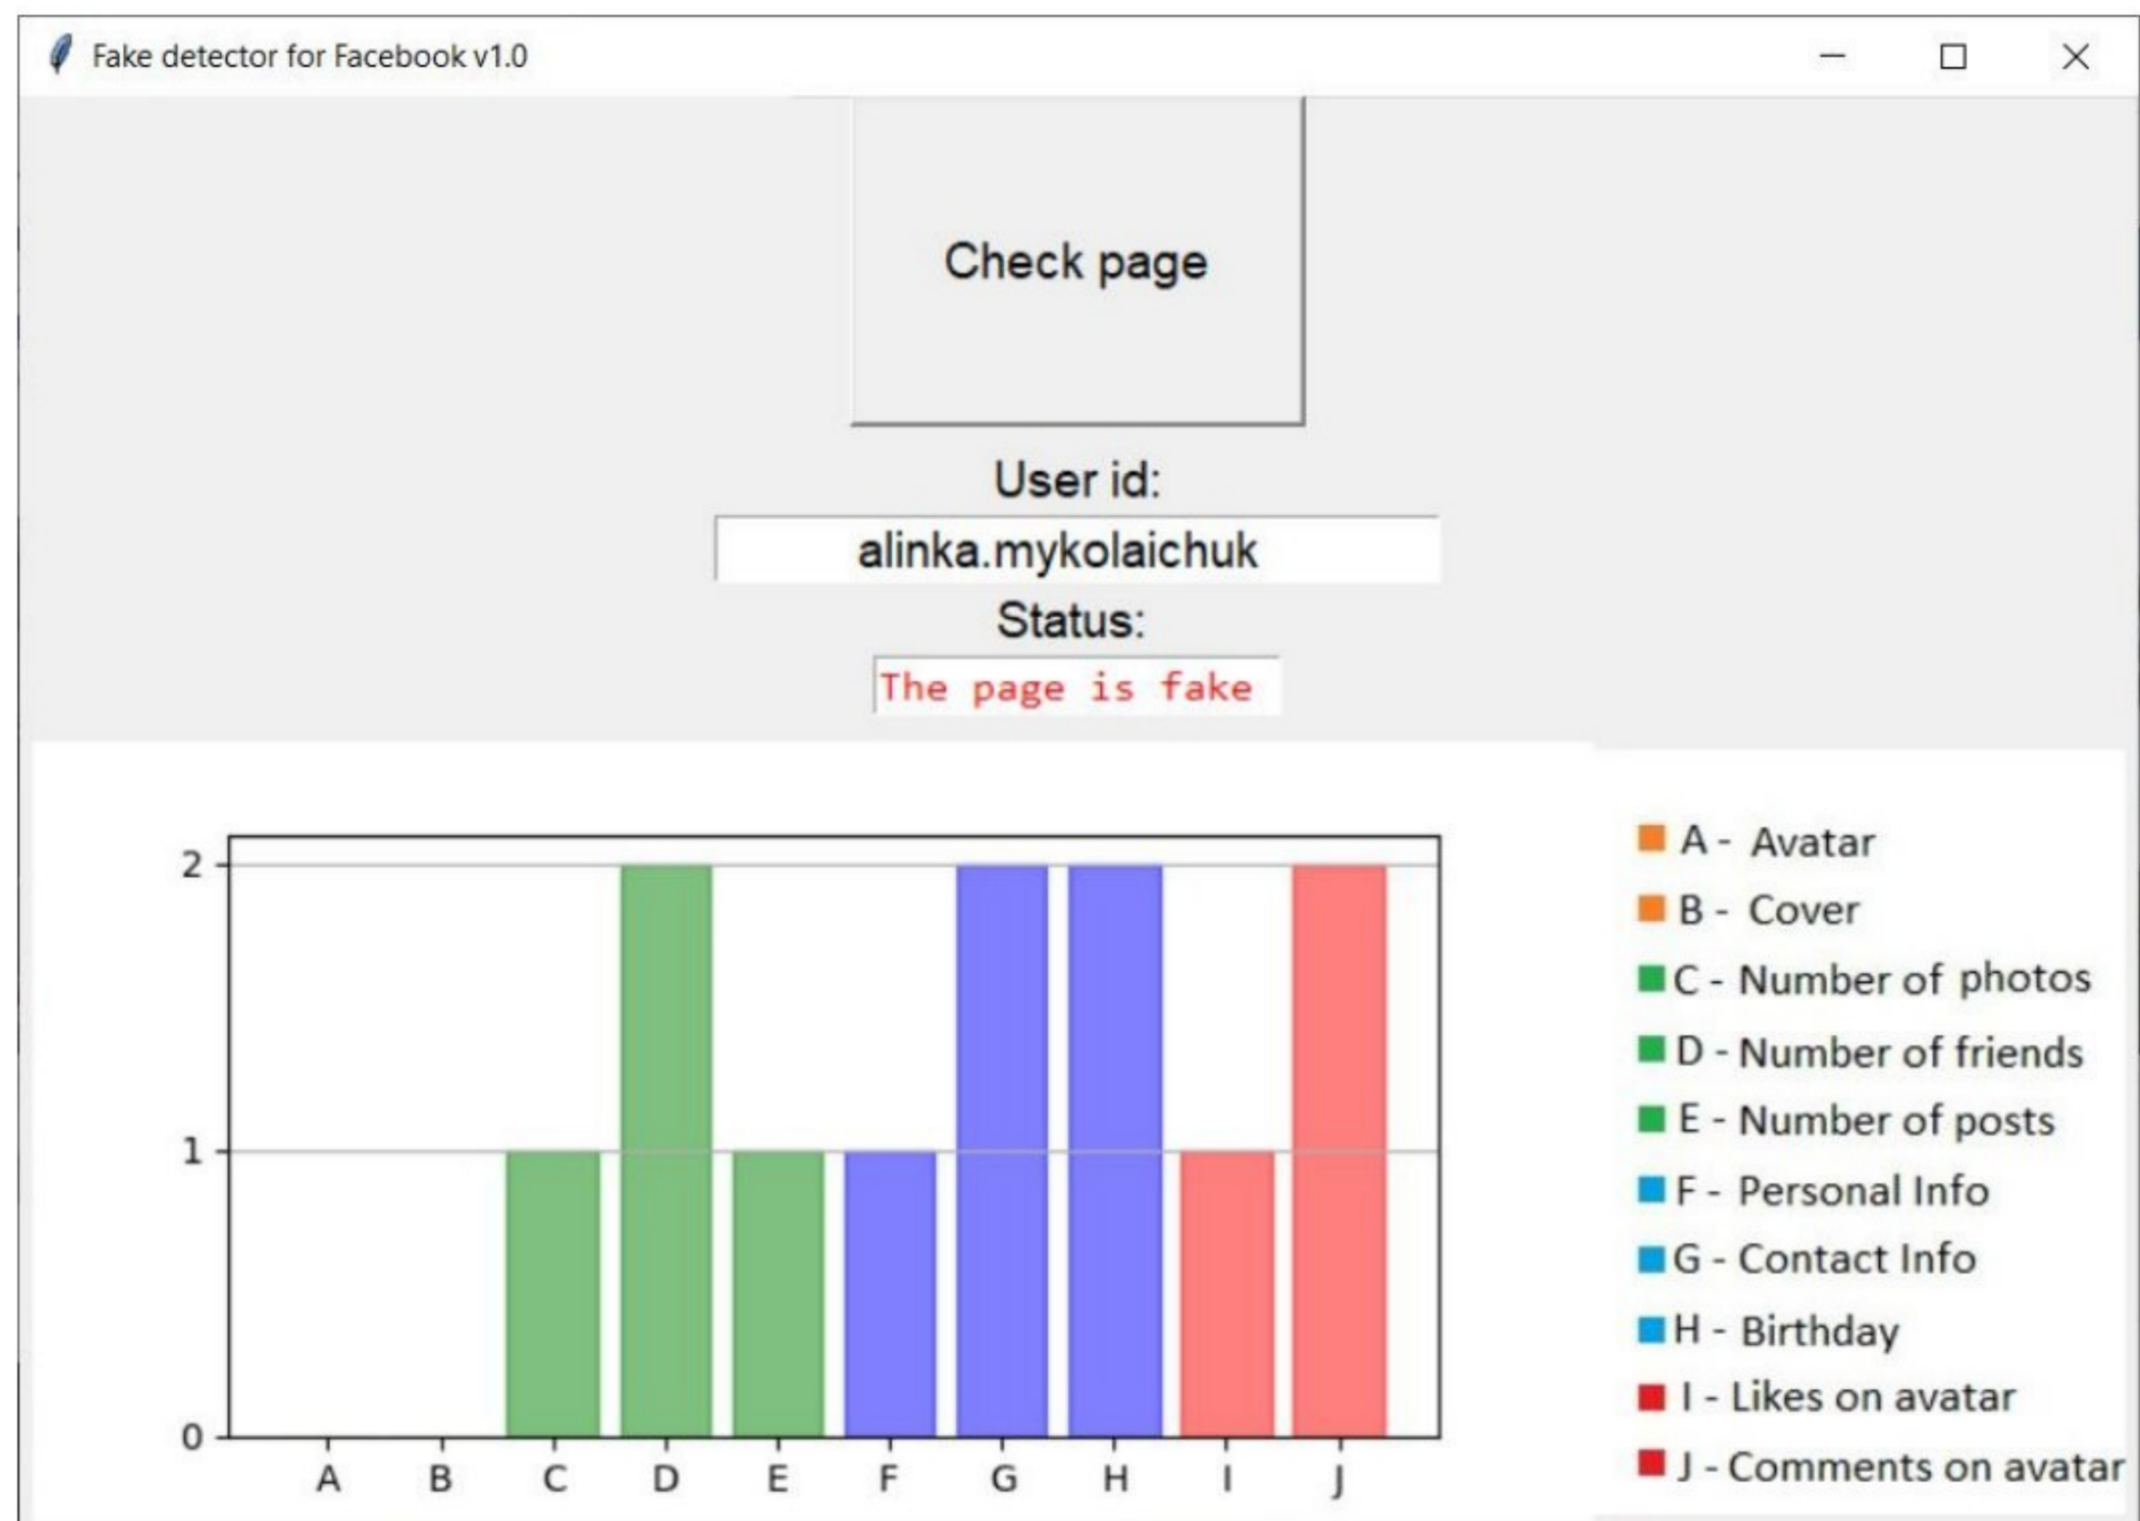 Fake detector for Facebook v1.0
Check page
User id:
alinka.mykolaichuk
Status:
The page is fake
2
1
0
A B C D E F G H I J
A - Avatar
B - Cover
C - Number of photos
D - Number of friends
E - Number of posts
F - Personal Info
G - Contact Info
H - Birthday
I - Likes on avatar
J - Comments on avatar